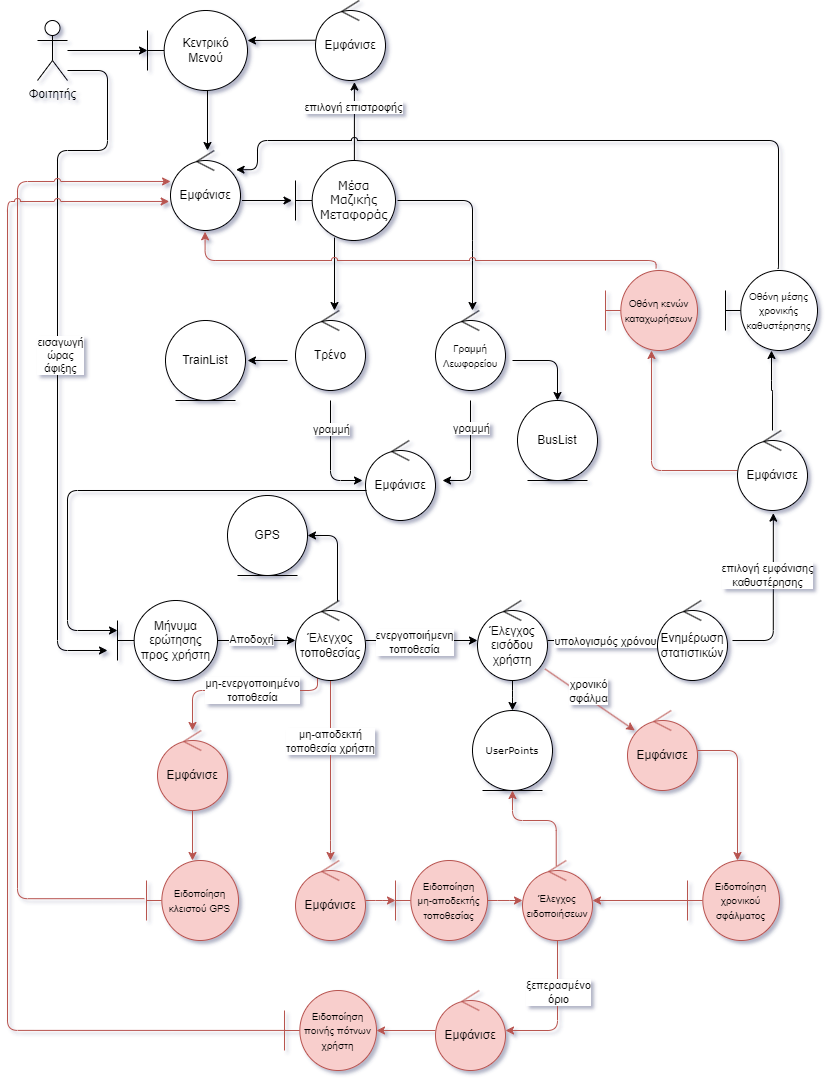 Εμφάνισε
Κεντρικό
Μενού
Φοιτητής
επιλογή επιστροφής
Εμφάνισε
Μέσα
Μαζικής
Μεταφοράς
Οθόνη κενών
καταχωρήσεων
Οθόνη μέσης
χρονικής
καθυστέρησης
εισαγωγή
ώρας
άφιξης
TrainList
Τρένο
Γραμμή
Λεωφορείου
γραμμή
γραμμή
BusList
Εμφάνισε
Εμφάνισε
GPS
επιλογή εμφάνισης
καθυστέρησης
Μήνυμα
ερώτησης
προς χρήστη
Αποδοχή
Έλεγχος
τοποθεσίας
ενεργοποιήμενη
τοποθεσία
Έλεγχος
εισόδου
χρήστη
υπολογισμός χρόνου
Ενημέρωση
στατιστικών
μη-ενεργοποιημένο
τοποθεσία
χρονικό
σφάλμα
μη-αποδεκτή
τοποθεσία χρήστη
UserPoints
Εμφάνισε
Εμφάνισε
Ειδοποίηση
κλειστού GPS
Εμφάνισε
Ειδοποίηση
μη-αποδεκτής
τοποθεσίας
Έλεγχος
ειδοποιήσεων
Ειδοποίηση
χρονικού
σφάλματος
ξεπερασμένο
όριο
Ειδοποίηση
ποινής πότνων
χρήστη
Εμφάνισε